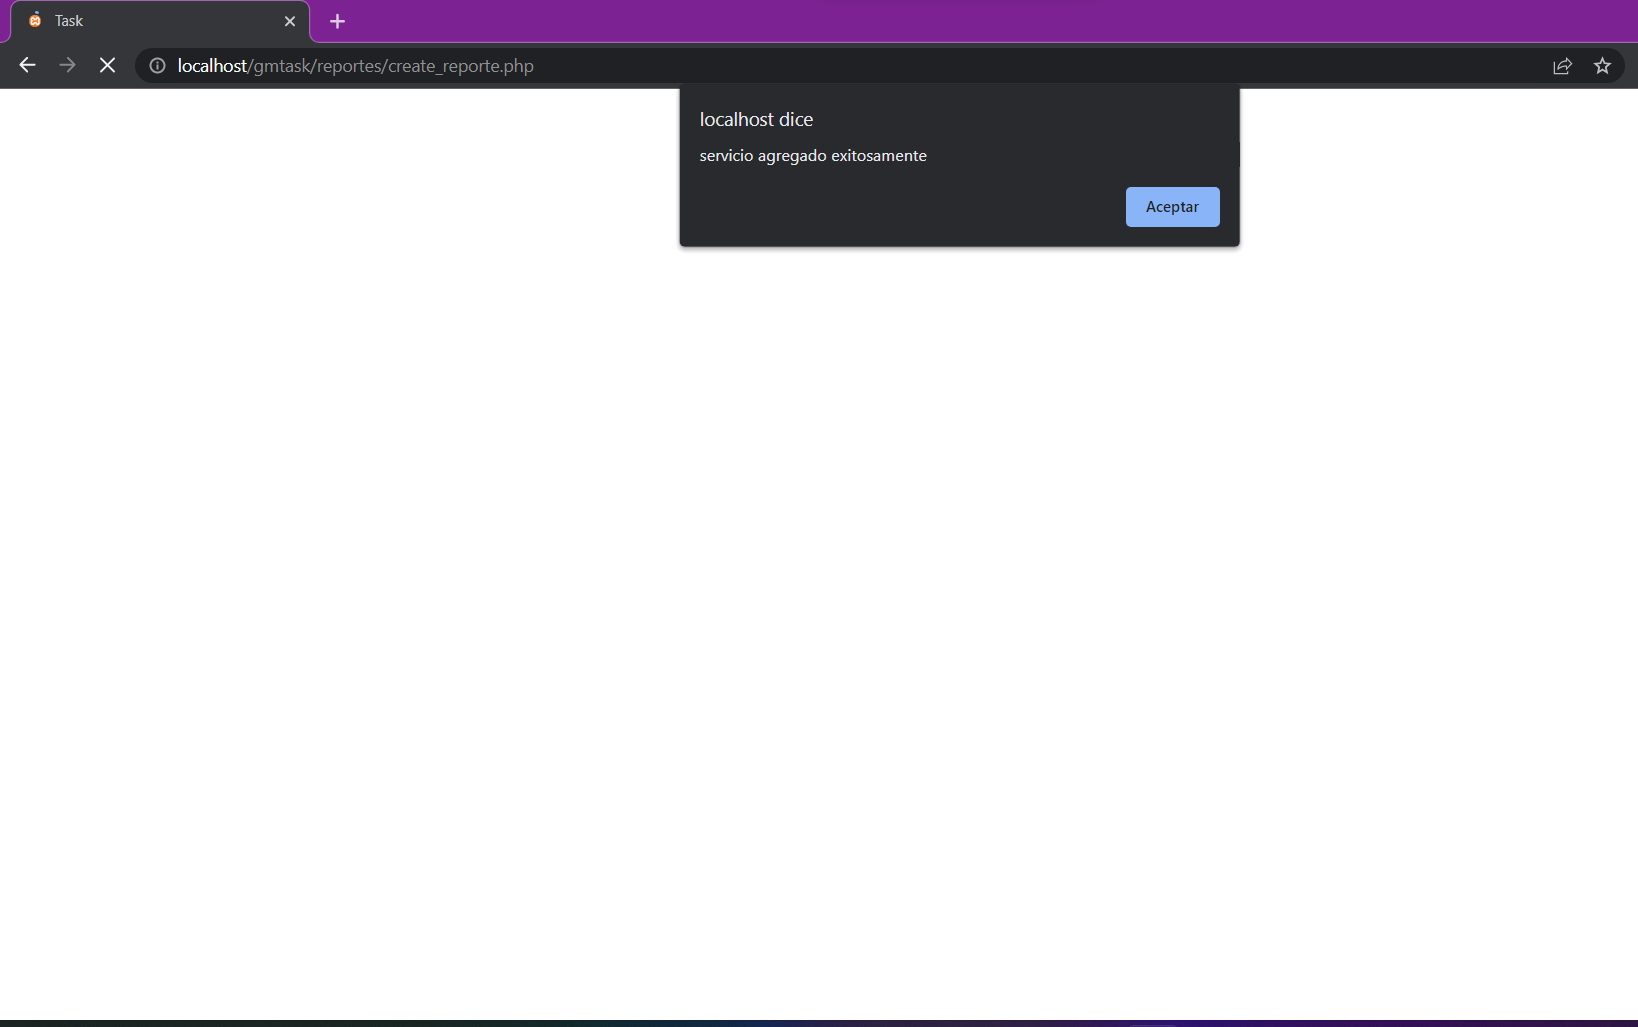 Task
localhost/gmtask/reportes/create_reporte.php
localhost dice
servicio agregado exitosamente
Aceptar